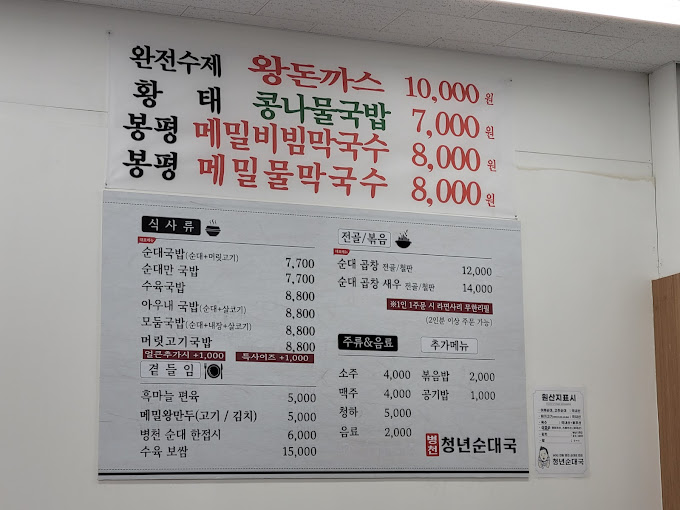 완전수제 왕돈까스 10,000원
황태 콩나물국밥 7,000원
봉평 메밀비빔막국수 8,000원
봉평 메밀물막국수 8,000원
식사류
대표메뉴
순대국밥(순대+머릿고기) 7,700
순대만 국밥 7,700
수육국밥 8,800
아우내 국밥(순대+살코기) 8,800
모둠국밥(순대+내장+살코기) 8,800
머릿고기국밥 8,800
얼큰추가시 +1,000 특사이즈 +1,000
곁들임
흑마늘 편육 5,000
메밀왕만두(고기 / 김치) 5,000
병천 순대 한접시 6,000
수육 보쌈 15,000
전골/볶음
대표메뉴
순대 곱창 전골/철판 12,000
순대 곱창 새우 전골/철판 14,000
※1인 1주문 시 라면사리 무한리필
(2인분 이상 주문 가능)
주류&음료
소주 4,000
맥주 4,000
청하 5,000
음료 2,000
추가메뉴
볶음밥 2,000
공기밥 1,000
병천 청년순대국
원산지표시
청년순대국